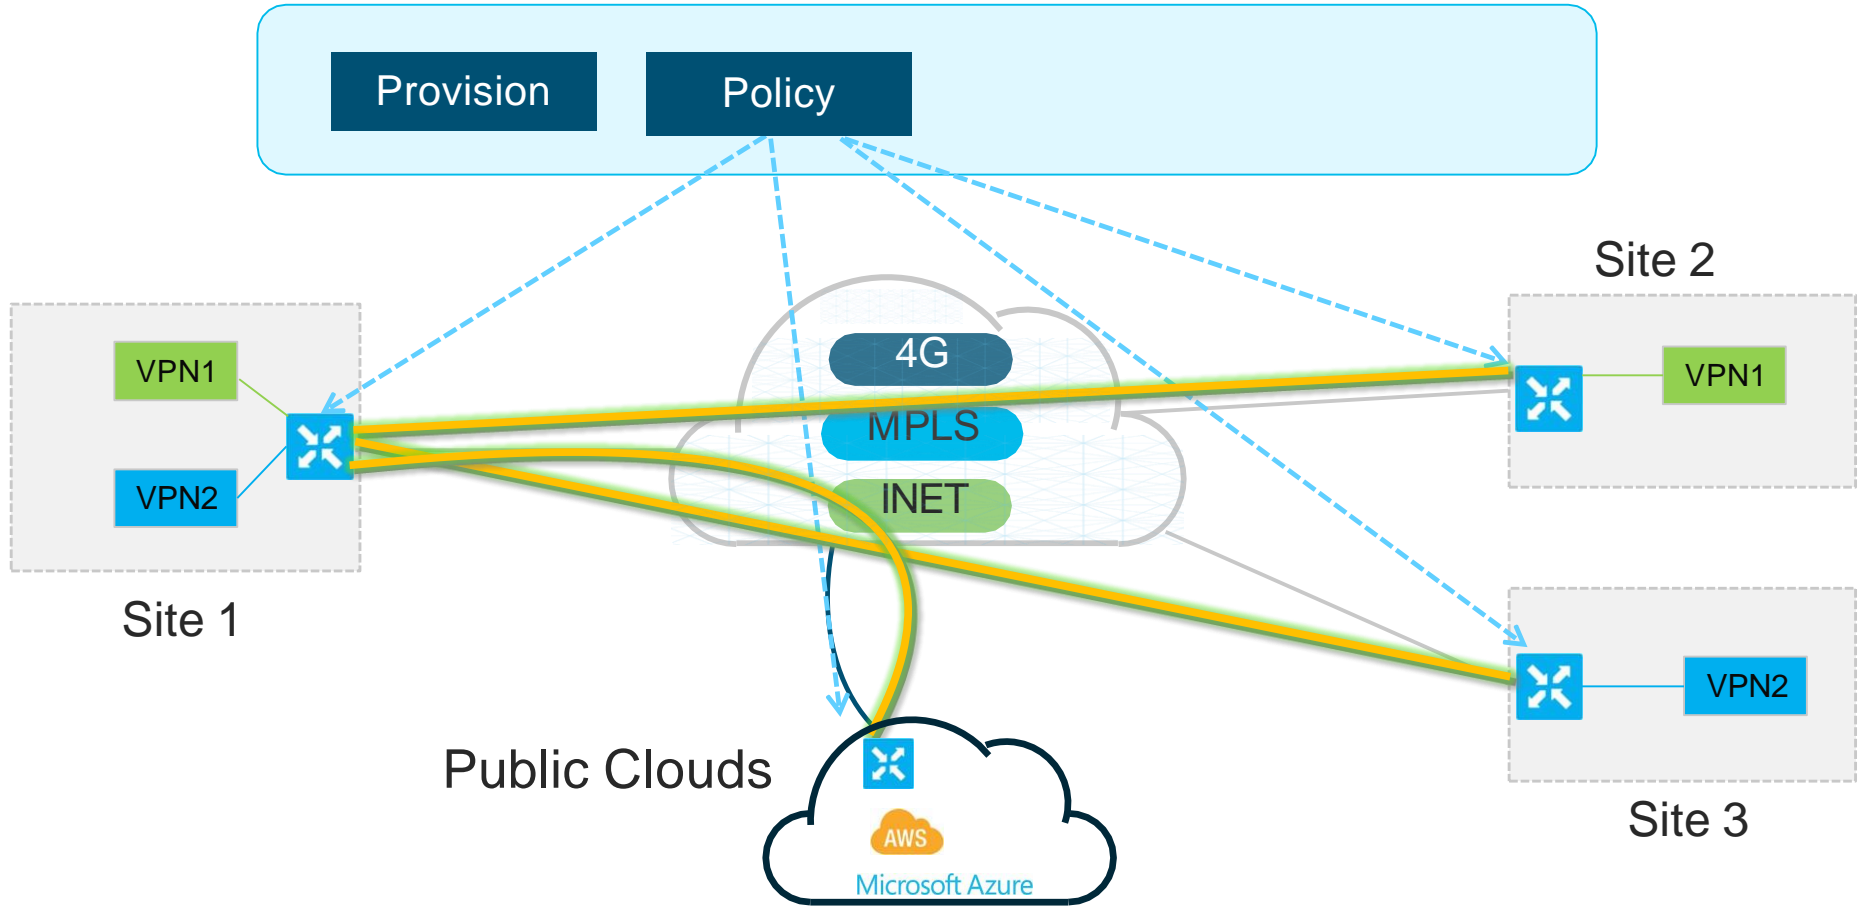 Provision
Policy
Site 2
4G
VPN1
VPN1
MPLS
VPN2
INET
Site 1
VPN2
Public Clouds
Site 3
AWS
Microsoft Azure